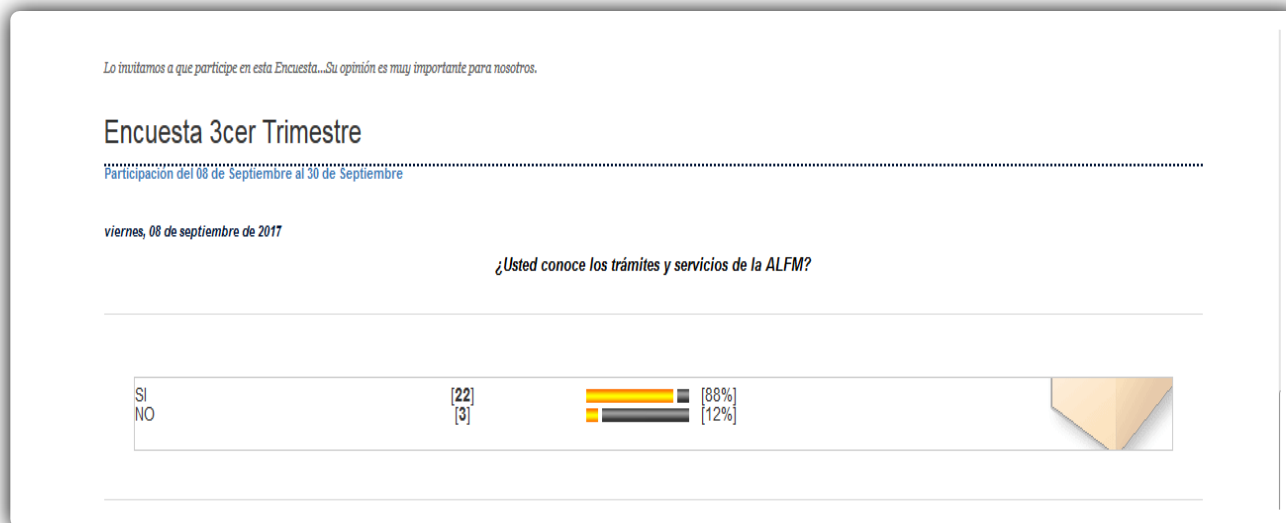 Lo invitamos a que participe en esta Encuesta...Su opinión es muy importante para nosotros.
Encuesta 3cer Trimestre
Participación del 08 de Septiembre al 30 de Septiembre
viernes, 08 de septiembre de 2017
¿Usted conoce los trámites y servicios de la ALFM?
SI [22] [88%]
NO [3] [12%]